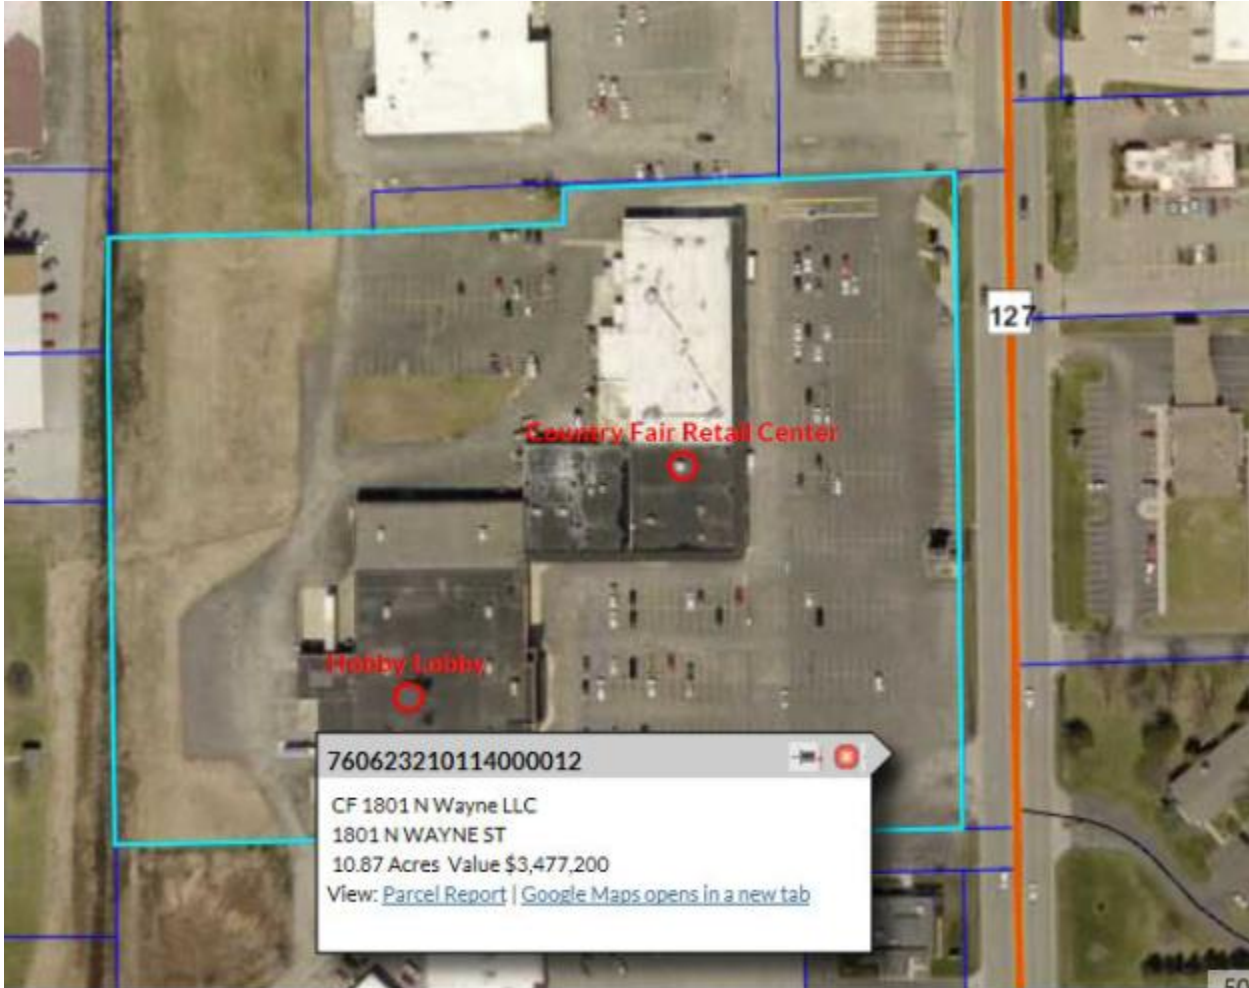 127
Country Fair Retail Center
Hobby Lobby
760623210114000012
CF 1801 N Wayne LLC
1801 N WAYNE ST
10.87 Acres Value $3,477,200
View: Parcel Report | Google Maps opens in a new tab